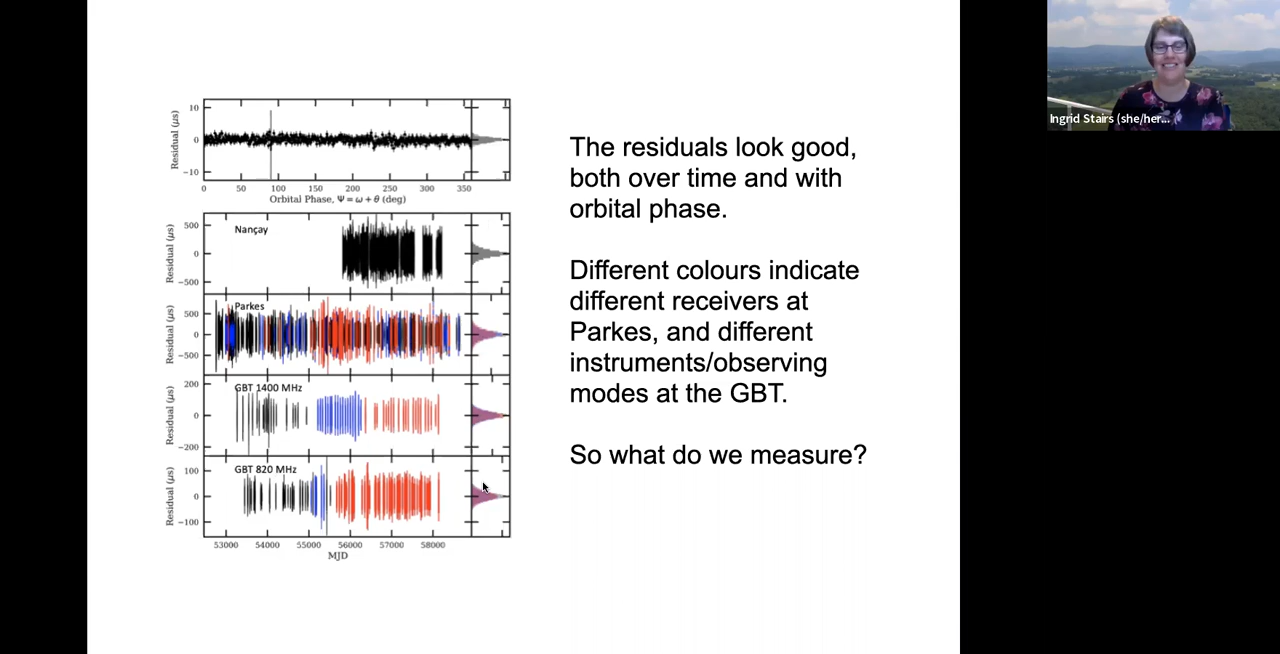 10
0
−10
Residual (μs)
0 50 100 150 200 250 300 350
Orbital Phase, Ψ = ω + θ (deg)
Nançay
500
0
−500
Residual (μs)
Parkes
500
0
−500
Residual (μs)
GBT 1400 MHz
200
0
−200
Residual (μs)
GBT 820 MHz
100
0
−100
Residual (μs)
53000 54000 55000 56000 57000 58000
MJD
The residuals look good,
both over time and with
orbital phase.
Different colours indicate
different receivers at
Parkes, and different
instruments/observing
modes at the GBT.
So what do we measure?
Ingrid Stairs (she/her...